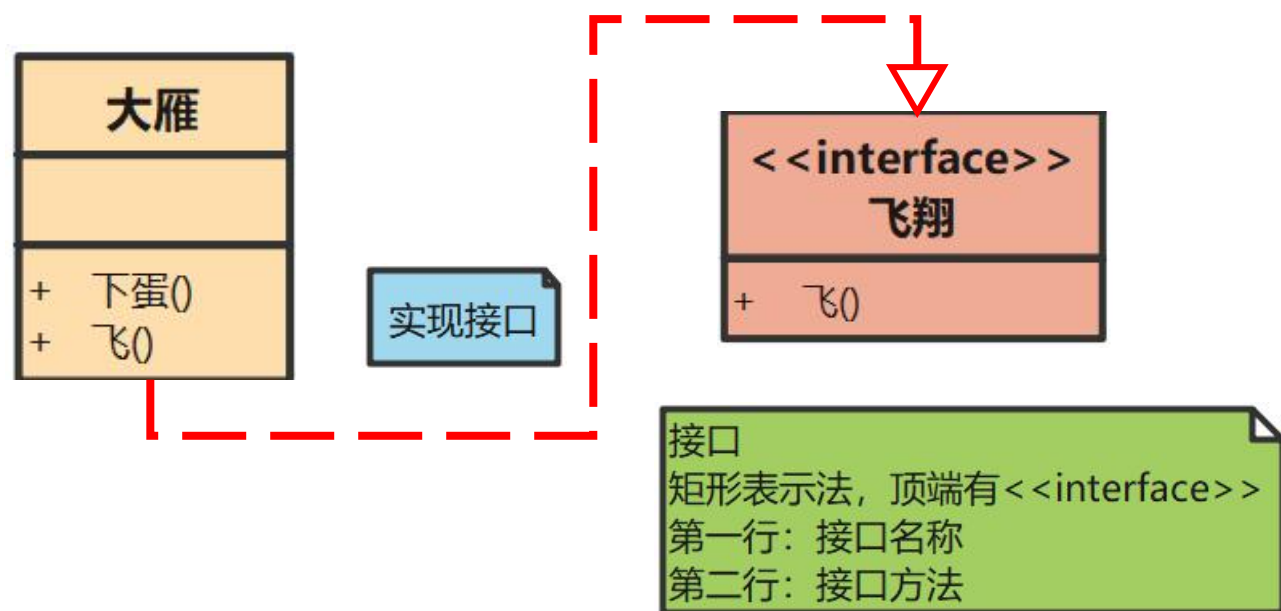 大雁
+ 下蛋()
+ 飞()
实现接口
<<interface>>
飞翔
+ 飞()
接口
矩形表示法，顶端有<<interface>>
第一行：接口名称
第二行：接口方法